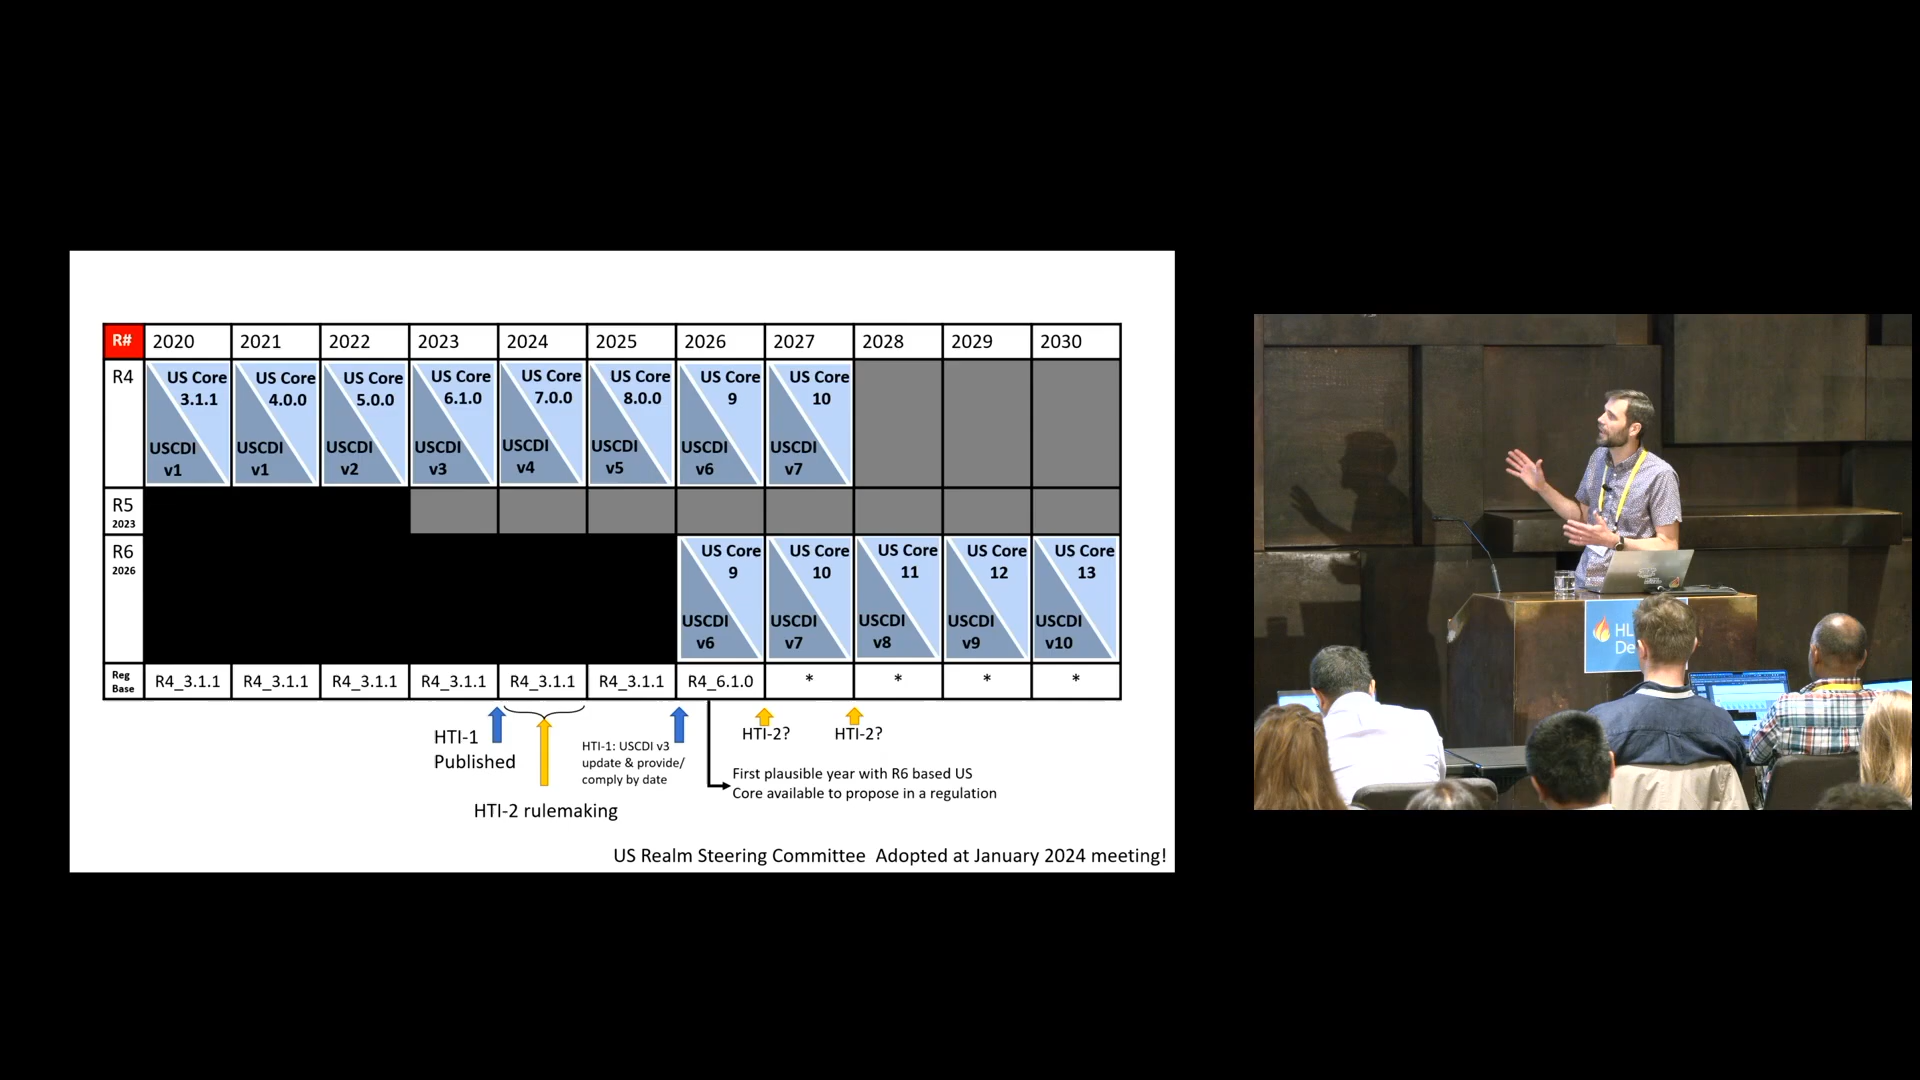 R# 2020 2021 2022 2023 2024 2025 2026 2027 2028 2029 2030
R4
US Core 3.1.1
USCDI v1
US Core 4.0.0
USCDI v1
US Core 5.0.0
USCDI v2
US Core 6.1.0
USCDI v3
US Core 7.0.0
USCDI v4
US Core 8.0.0
USCDI v5
US Core 9
USCDI v6
US Core 10
USCDI v7
R5
2023
R6
2026
US Core 9
USCDI v6
US Core 10
USCDI v7
US Core 11
USCDI v8
US Core 12
USCDI v9
US Core 13
USCDI v10
Reg
Base
R4_3.1.1 R4_3.1.1 R4_3.1.1 R4_3.1.1 R4_3.1.1 R4_3.1.1 R4_6.1.0 * * * *
HTI-1
Published
HTI-2 rulemaking
HTI-1: USCDI v3
update & provide/
comply by date
HTI-2?
HTI-2?
First plausible year with R6 based US
Core available to propose in a regulation
US Realm Steering Committee Adopted at January 2024 meeting!
HL
De